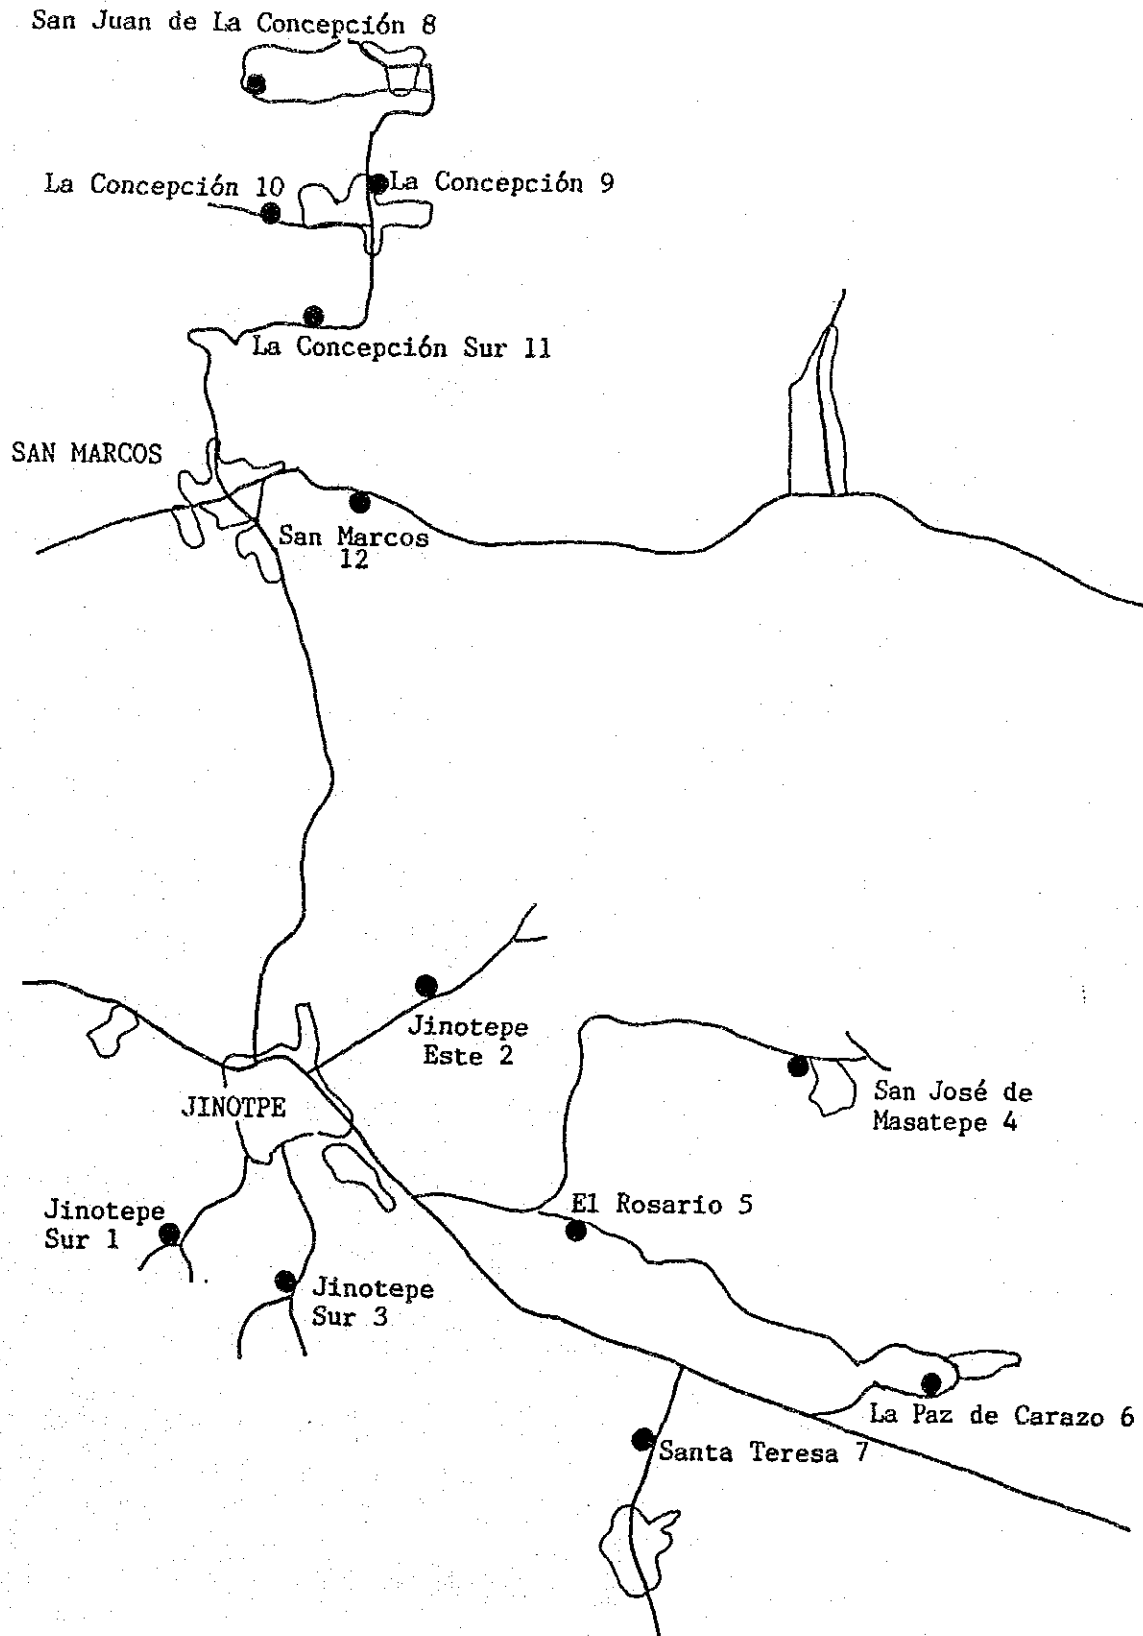 San Juan de La Concepción 8
La Concepción 10
La Concepción 9
La Concepción Sur 11
SAN MARCOS
San Marcos
12
Jinotepe
Este 2
JINOTPE
San José de
Masatepe 4
Jinotepe
Sur 1
El Rosario 5
Jinotepe
Sur 3
La Paz de Carazo 6
Santa Teresa 7